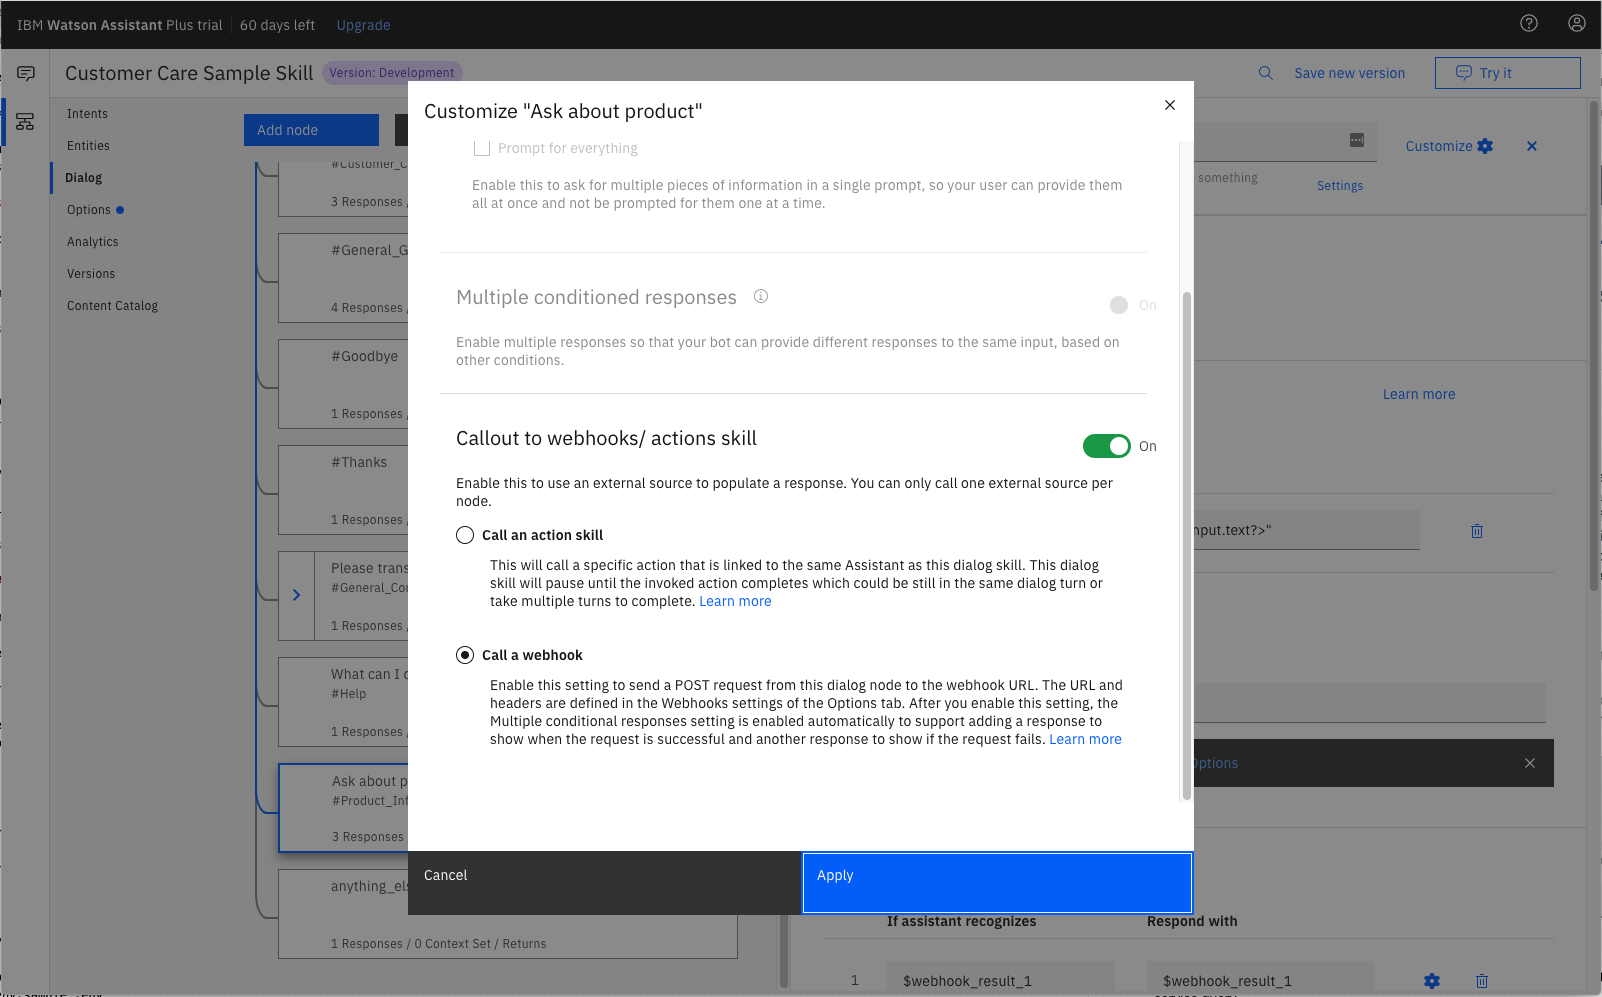 IBM Watson Assistant Plus trial 60 days left Upgrade
Customer Care Sample Skill Version: Development
Save new version Try it
Intents
Entities
Dialog
Options
Analytics
Versions
Content Catalog
Add node
#Customer_C
3 Responses
#General_G
4 Responses /
#Goodbye
1 Responses /
#Thanks
1 Responses /
Please trans
#General_Co
1 Responses /
What can I
#Help
1 Responses /
Ask about p
#Product_Inf
3 Responses
anything_els
1 Responses / 0 Context Set / Returns
Customize "Ask about product"
Prompt for everything
Enable this to ask for multiple pieces of information in a single prompt, so your user can provide them
all at once and not be prompted for them one at a time.
Multiple conditioned responses
On
Enable multiple responses so that your bot can provide different responses to the same input, based on
other conditions.
Callout to webhooks/ actions skill
On
Enable this to use an external source to populate a response. You can only call one external source per
node.
Call an action skill
This will call a specific action that is linked to the same Assistant as this dialog skill. This dialog
skill will pause until the invoked action completes which could be still in the same dialog turn or
take multiple turns to complete. Learn more
Call a webhook
Enable this setting to send a POST request from this dialog node to the webhook URL. The URL and
headers are defined in the Webhooks settings of the Options tab. After you enable this setting, the
Multiple conditional responses setting is enabled automatically to support adding a response to
show when the request is successful and another response to show if the request fails. Learn more
Cancel
Apply
Customize
something
Settings
Learn more
nput.text?>"
Options
If assistant recognizes Respond with
1 $webhook_result_1 $webhook_result_1